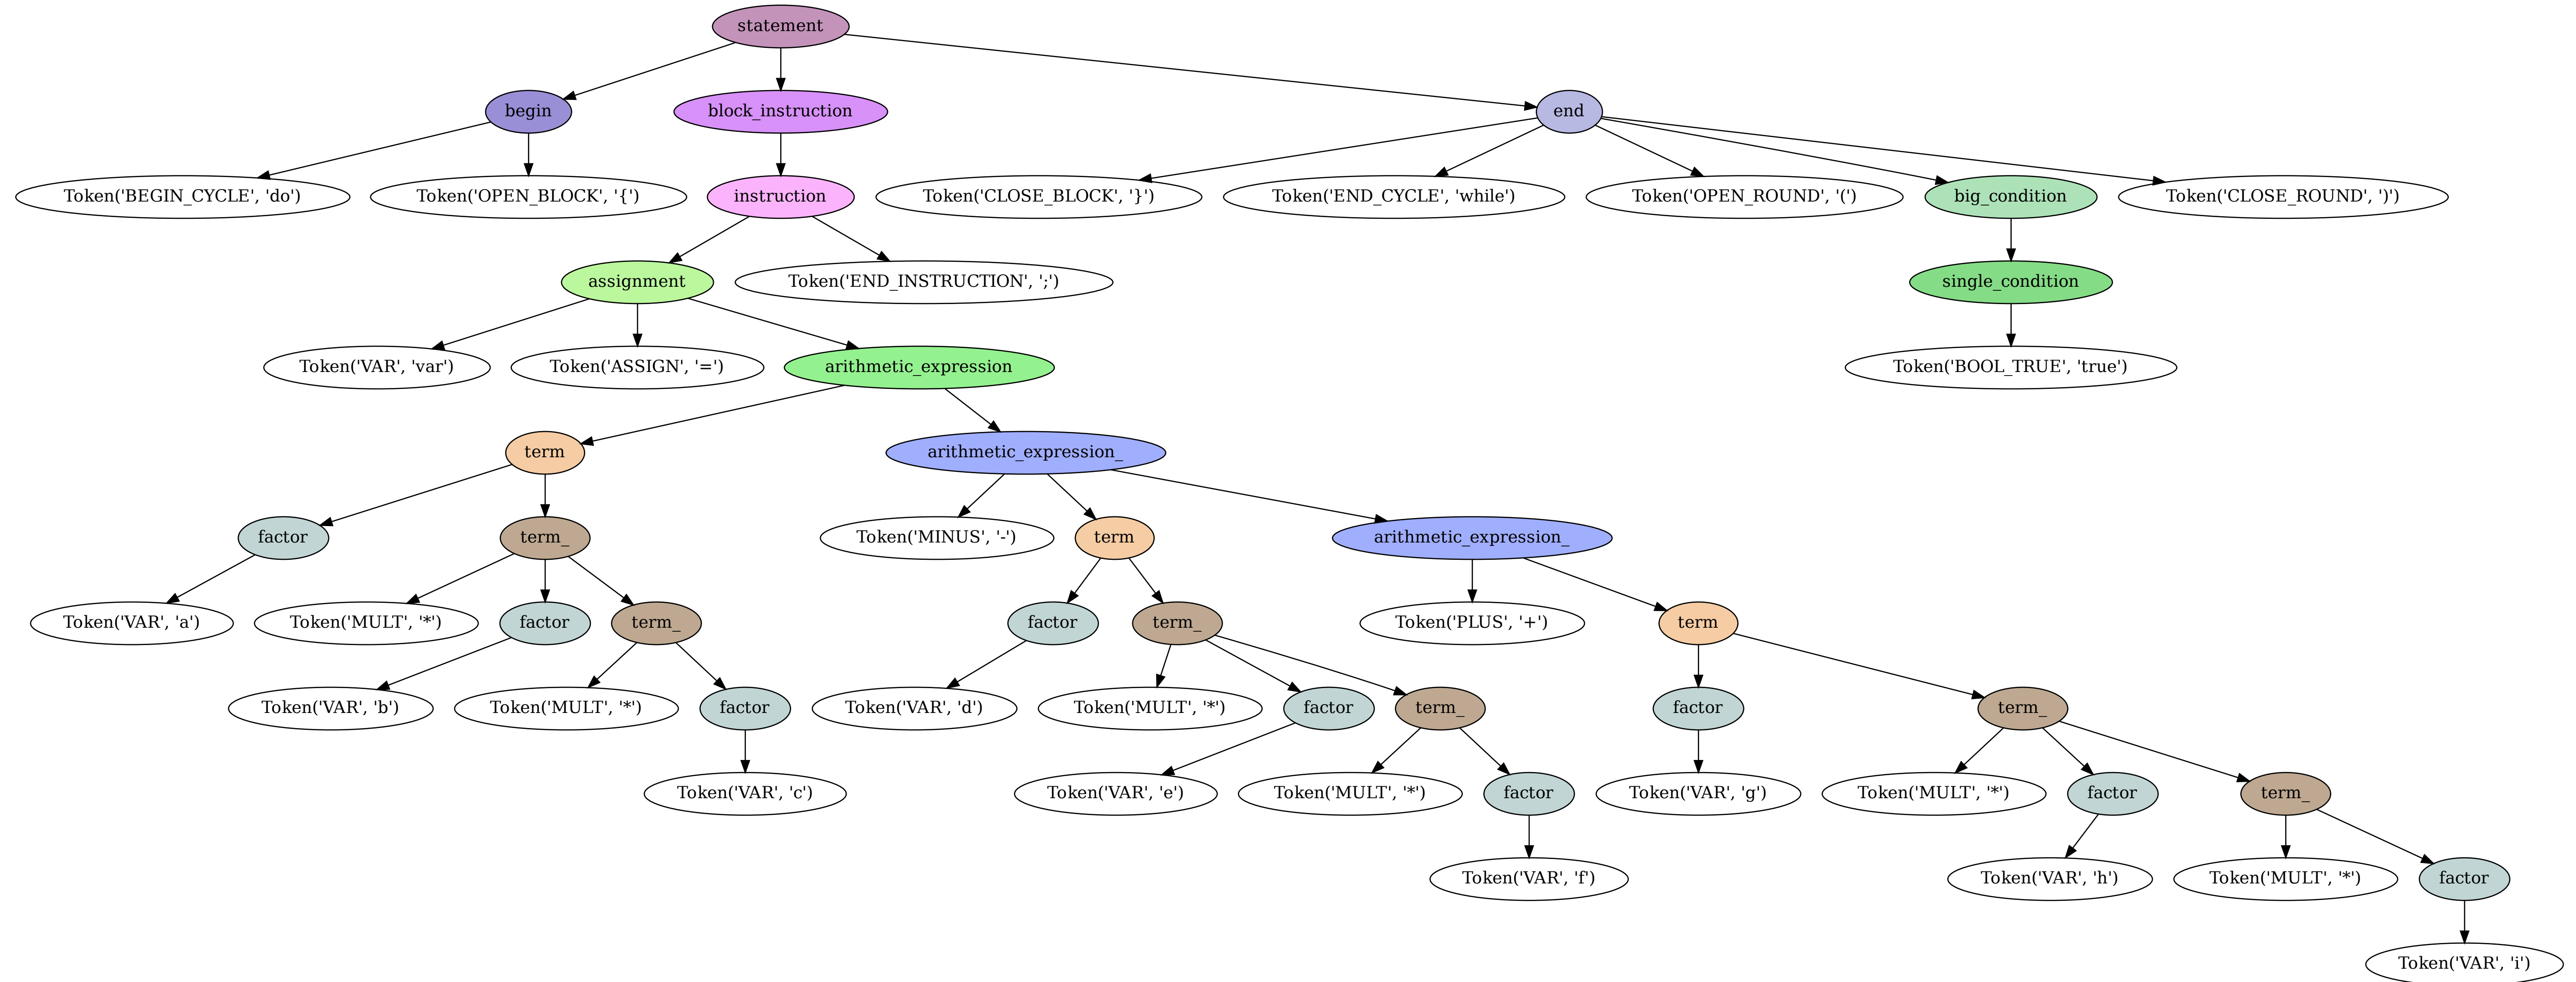 statement
begin
block_instruction
end
Token('BEGIN_CYCLE', 'do')
Token('OPEN_BLOCK', '{')
instruction
Token('CLOSE_BLOCK', '}')
Token('END_CYCLE', 'while')
Token('OPEN_ROUND', '(')
big_condition
Token('CLOSE_ROUND', ')')
assignment
Token('END_INSTRUCTION', ';')
single_condition
Token('VAR', 'var')
Token('ASSIGN', '=')
arithmetic_expression
Token('BOOL_TRUE', 'true')
term
arithmetic_expression_
factor
term_
Token('MINUS', '-')
term
arithmetic_expression_
Token('VAR', 'a')
Token('MULT', '*')
factor
term_
factor
term_
Token('PLUS', '+')
term
Token('VAR', 'b')
Token('MULT', '*')
factor
Token('VAR', 'd')
Token('MULT', '*')
factor
term_
factor
term_
Token('VAR', 'c')
Token('VAR', 'e')
Token('MULT', '*')
factor
Token('VAR', 'g')
Token('MULT', '*')
factor
term_
Token('VAR', 'f')
Token('VAR', 'h')
Token('MULT', '*')
factor
Token('VAR', 'i')